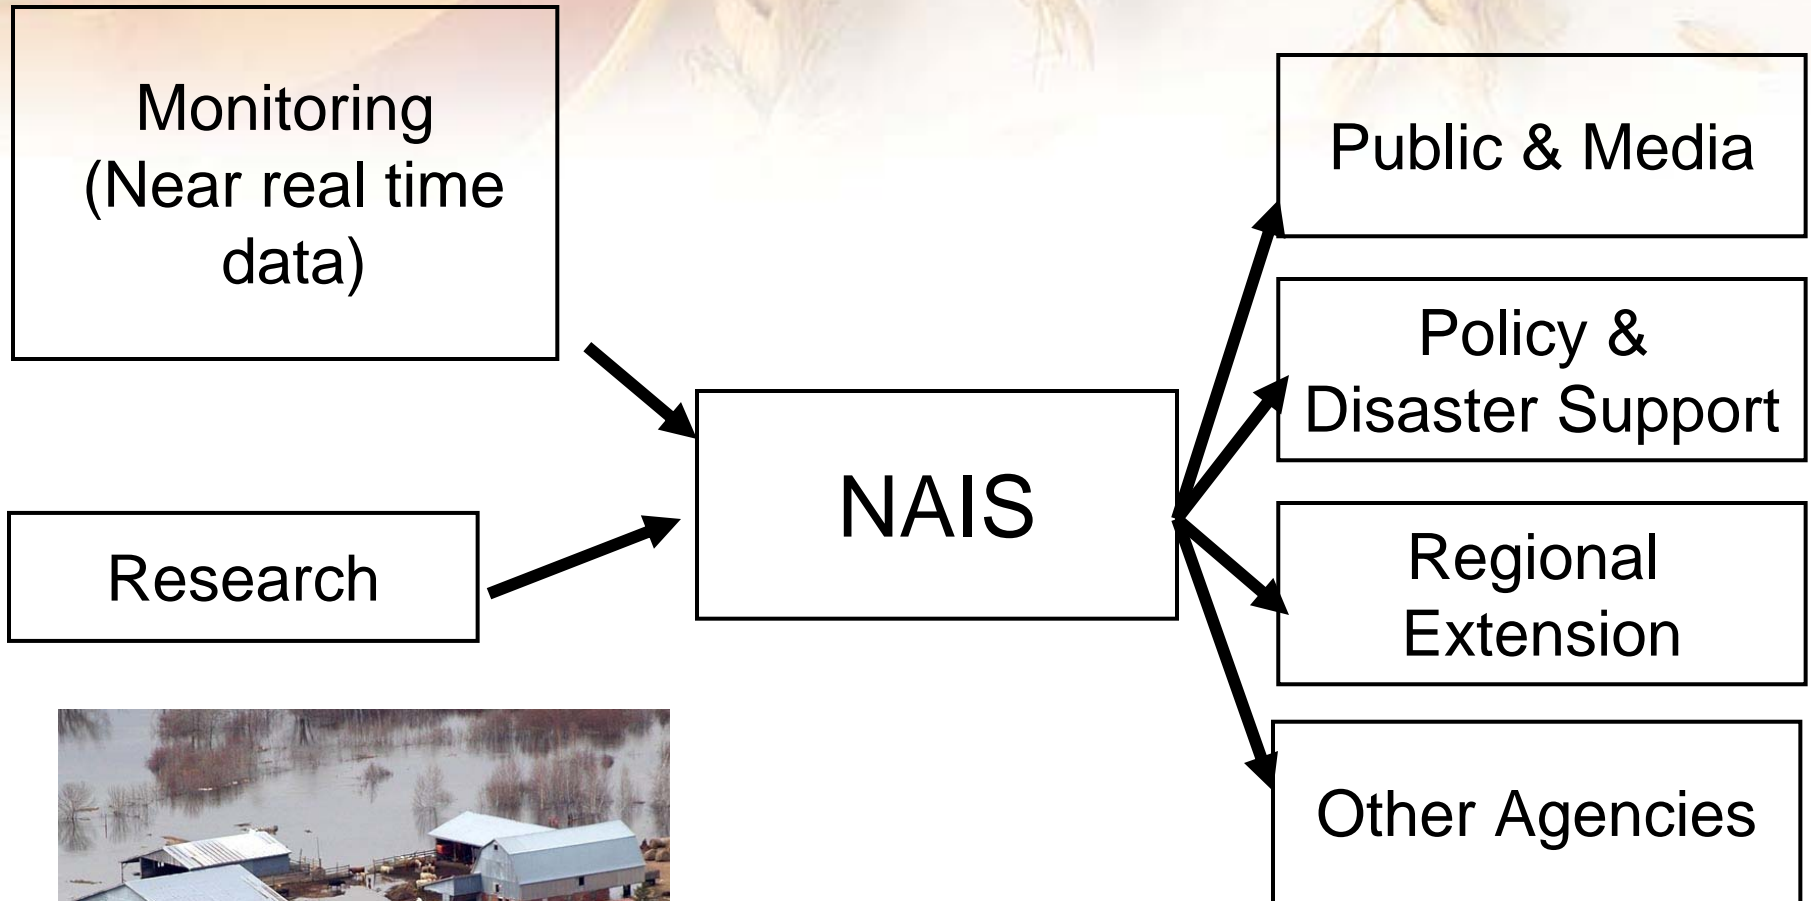 Monitoring
(Near real time
data)
Research
NAIS
Public & Media
Policy &
Disaster Support
Regional
Extension
Other Agencies